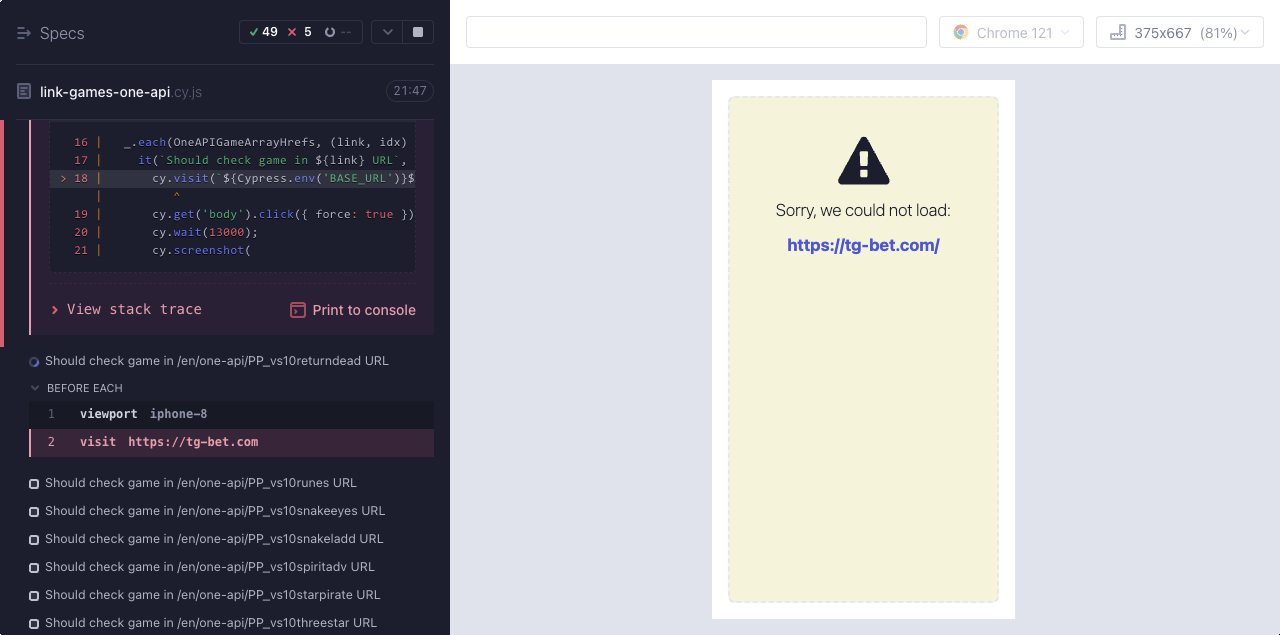 Specs
49 5 --
link-games-one-api.cy.js 21:47
16 | _.each(OneAPIGameArrayHrefs, (link, idx)
17 | it(`Should check game in ${link} URL`,
> 18 | cy.visit(`${Cypress.env('BASE_URL')}$
| ^
19 | cy.get('body').click({ force: true })
20 | cy.wait(13000);
21 | cy.screenshot(
View stack trace Print to console
Should check game in /en/one-api/PP_vs10returndead URL
BEFORE EACH
1 viewport iphone-8
2 visit https://tg-bet.com
Should check game in /en/one-api/PP_vs10runes URL
Should check game in /en/one-api/PP_vs10snakeeyes URL
Should check game in /en/one-api/PP_vs10snakeladd URL
Should check game in /en/one-api/PP_vs10spiritadv URL
Should check game in /en/one-api/PP_vs10starpirate URL
Should check game in /en/one-api/PP_vs10threestar URL
Chrome 121
375x667 (81%)
Sorry, we could not load:
https://tg-bet.com/